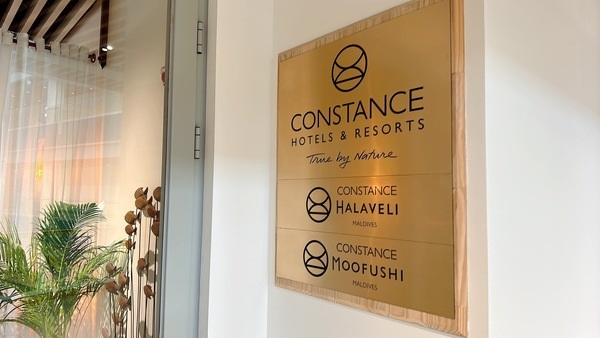 CONSTANCE
HOTELS & RESORTS
True by Nature
CONSTANCE
HALAVELI
MALDIVES
CONSTANCE
MOOFUSHI
MALDIVES